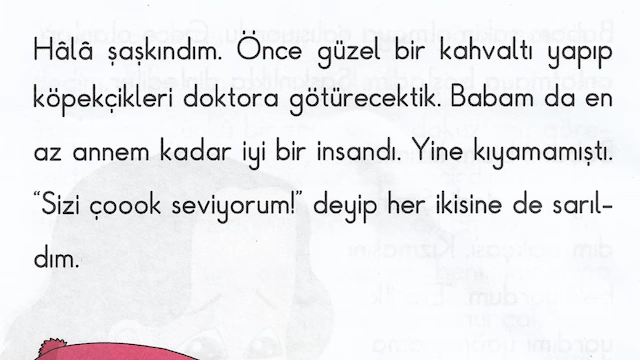 Hâlâ şaşkındım. Önce güzel bir kahvaltı yapıp
köpekçikleri doktora götürecektik. Babam da en
az annem kadar iyi bir insandı. Yine kıyamamıştı.
“Sizi çoook seviyorum!” deyip her ikisine de sarıl-
dım.